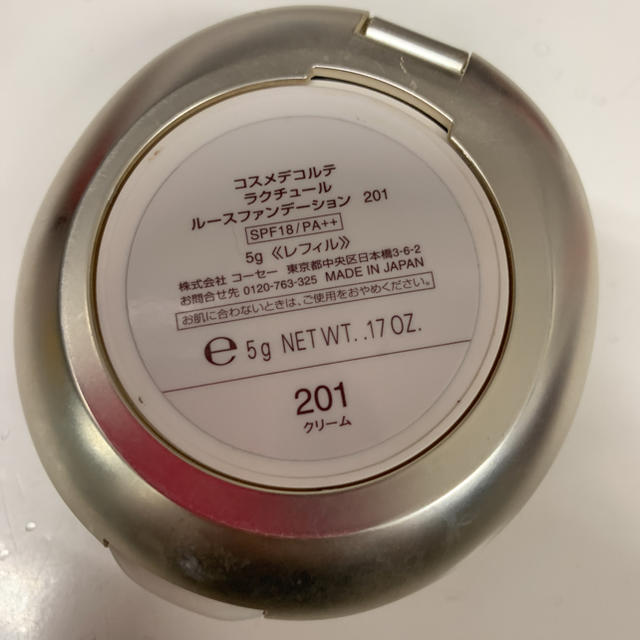 コスメデコルテ
ラクチュール
ルースファンデーション 201
SPF18/PA++
5g 《レフィル》
株式会社 コーセー 東京都中央区日本橋3-6-2
お問合せ先 0120-763-325 MADE IN JAPAN
お肌に合わないときは、ご使用をおやめください。
℮ 5g NET WT. .17 OZ.
201
クリーム